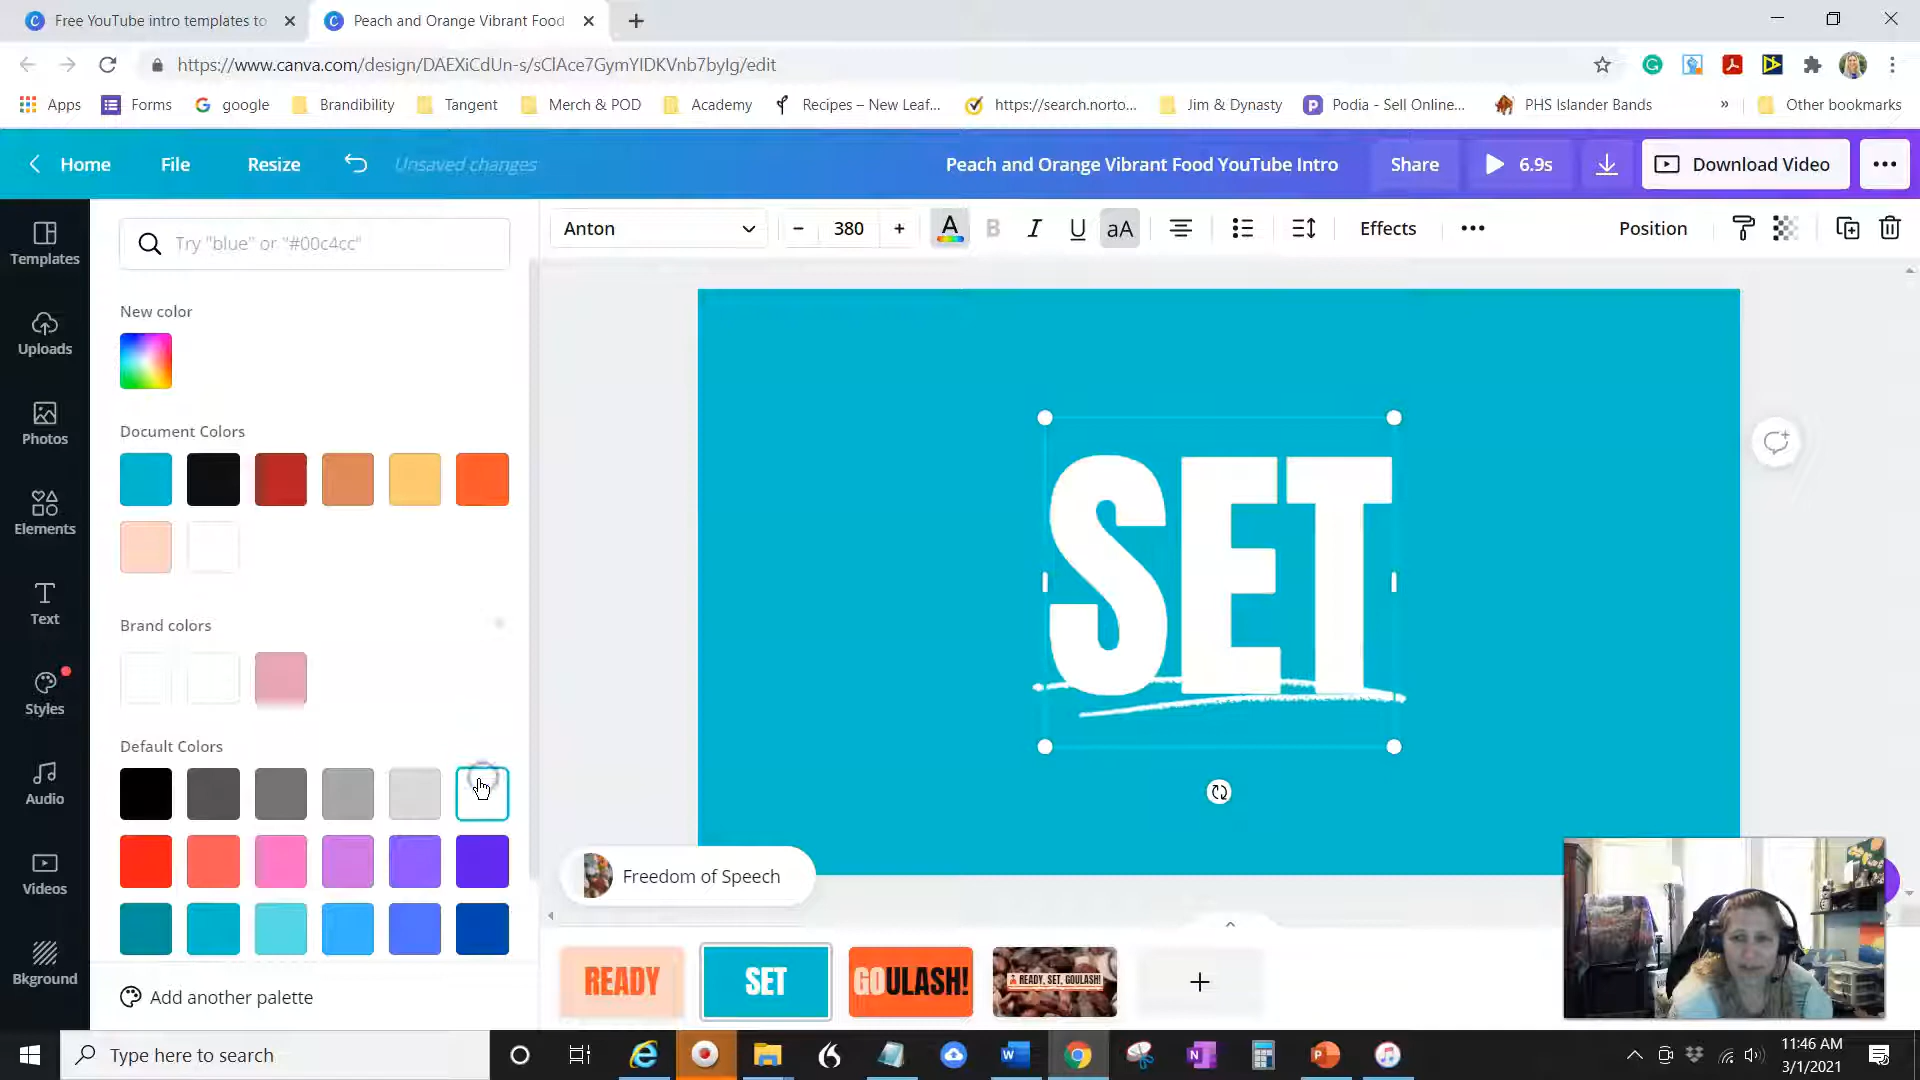 Free YouTube intro templates to
Peach and Orange Vibrant Food
https://www.canva.com/design/DAEXiCdUn-s/sClAce7GymYIDKVnb7byIg/edit
Apps
Forms
google
Brandibility
Tangent
Merch & POD
Academy
Recipes – New Leaf...
https://search.norto...
Jim & Dynasty
Podia - Sell Online...
PHS Islander Bands
»
Other bookmarks
Home
File
Resize
Unsaved changes
Peach and Orange Vibrant Food YouTube Intro
Share
6.9s
Download Video
Templates
Uploads
Photos
Elements
Text
Styles
Audio
Videos
Bkground
Try "blue" or "#00c4cc"
New color
Document Colors
Brand colors
Default Colors
Add another palette
Anton
380
A
B
I
U
aA
Effects
Position
SET
Freedom of Speech
READY
SET
GOULASH!
READY, SET, GOULASH!
Type here to search
11:46 AM
3/1/2021